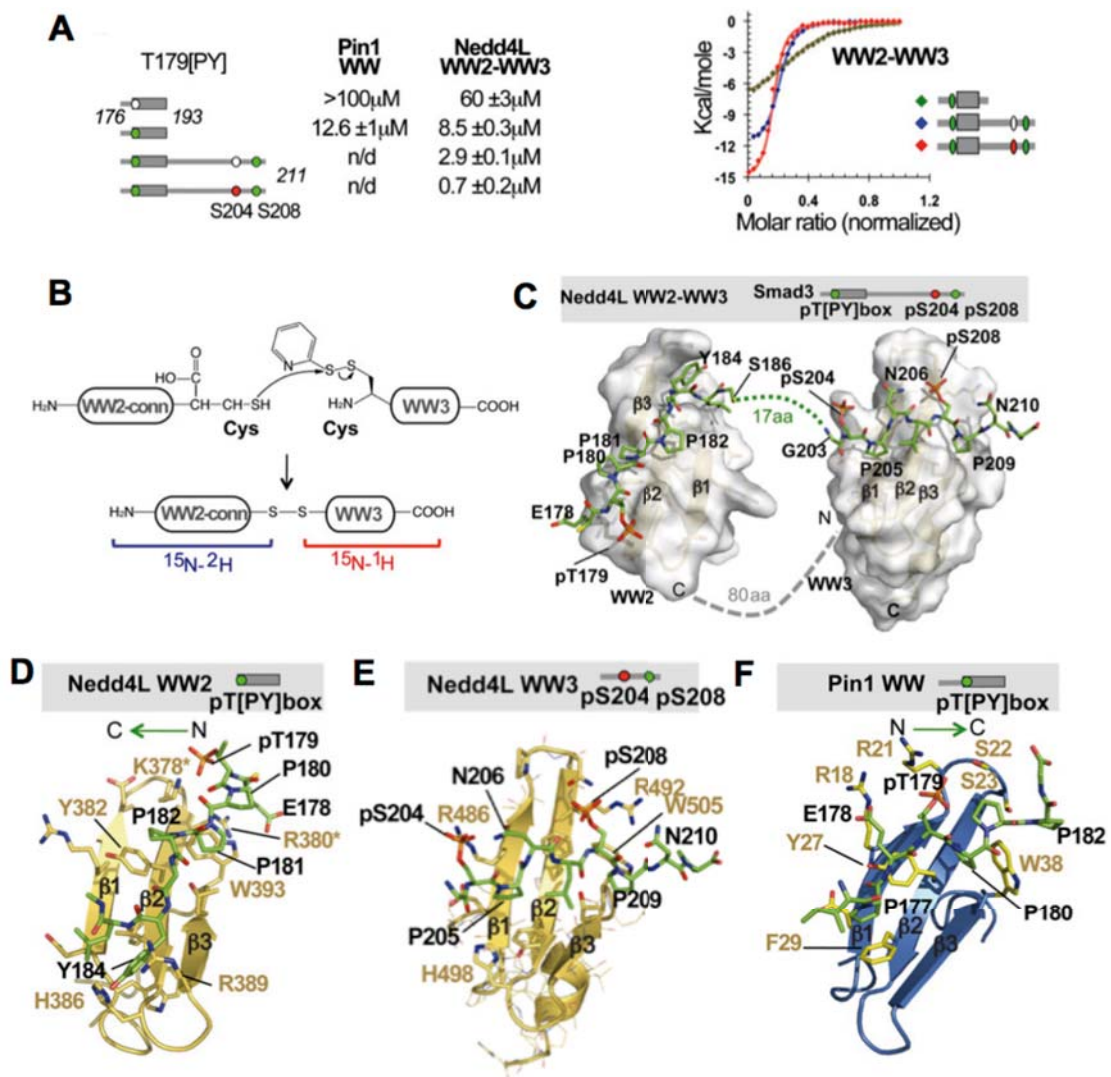 A
T179[PY]
Pin1
WW
Nedd4L
WW2-WW3
176
193
>100µM
60 ±3µM
12.6 ±1µM
8.5 ±0.3µM
n/d
2.9 ±0.1µM
n/d
0.7 ±0.2µM
211
S204 S208
Kcal/mole
0
-3
-6
-9
-12
-15
WW2-WW3
0
0.4
0.8
1.2
Molar ratio (normalized)
B
O
HO
N
S
S
H₂N
WW2-conn
SH
Cys
H₂N
Cys
WW3
COOH
H₂N
WW2-conn
S
S
WW3
COOH
15N-2H
15N-1H
C
Nedd4L WW2-WW3
Smad3
pT[PY]box
pS204 pS208
Y184
S186
pS204
pS208
N206
N210
β3
17aa
G203
P181
P180
P182
P205
P209
β2
β1
β1
β2
β3
E178
N
pT179
WW2
C
80aa
WW3
C
D
Nedd4L WW2
pT[PY]box
C
N
pT179
K378*
P180
Y382
P182
E178
R380*
P181
W393
β1
β2
β3
Y184
H386
R389
E
Nedd4L WW3
pS204
pS208
N206
pS208
R492
pS204
R486
W505
N210
β1
β2
P209
P205
β3
H498
F
Pin1 WW
pT[PY]box
N
C
R21
S22
pT179
S23
R18
E178
P182
Y27
W38
P177
β1
β2
P180
β3
F29